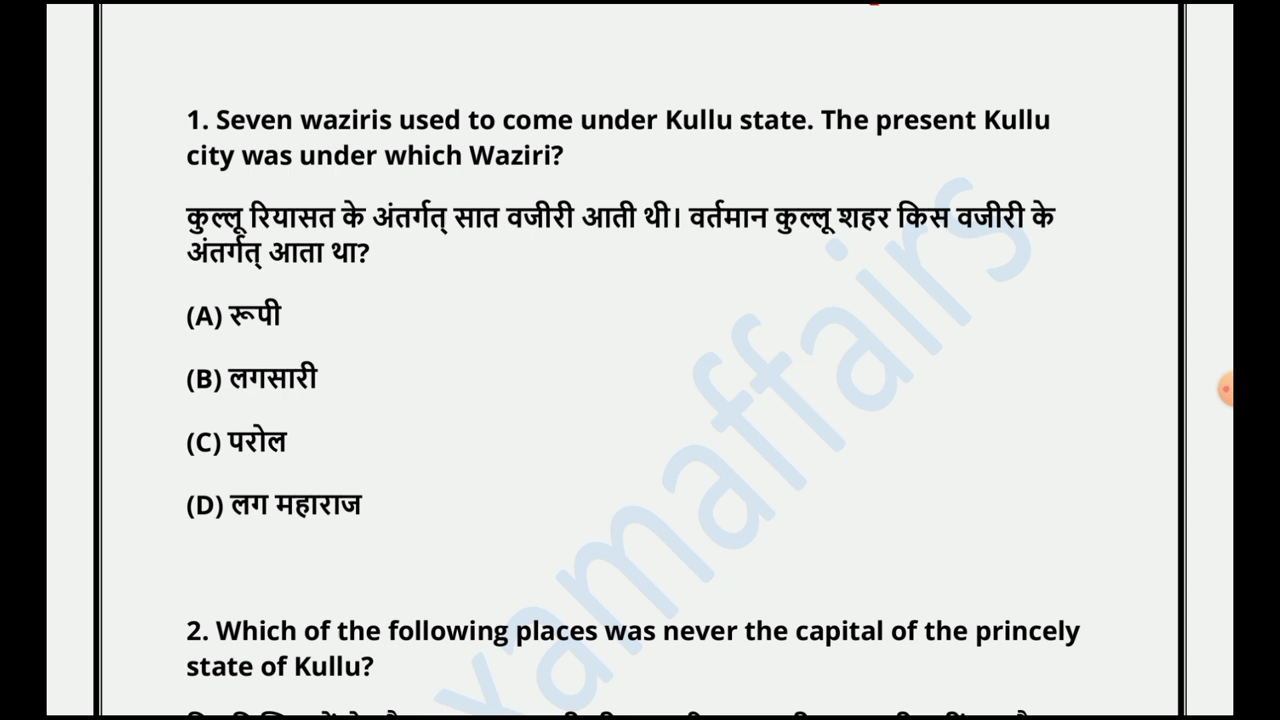 1. Seven waziris used to come under Kullu state. The present Kullu
city was under which Waziri?
कुल्लू रियासत के अंतर्गत् सात वजीरी आती थी। वर्तमान कुल्लू शहर किस वजीरी के
अंतर्गत् आता था?
(A) रूपी
(B) लगसारी
(C) परोल
(D) लग महाराज
2. Which of the following places was never the capital of the princely
state of Kullu?
xamaffairs